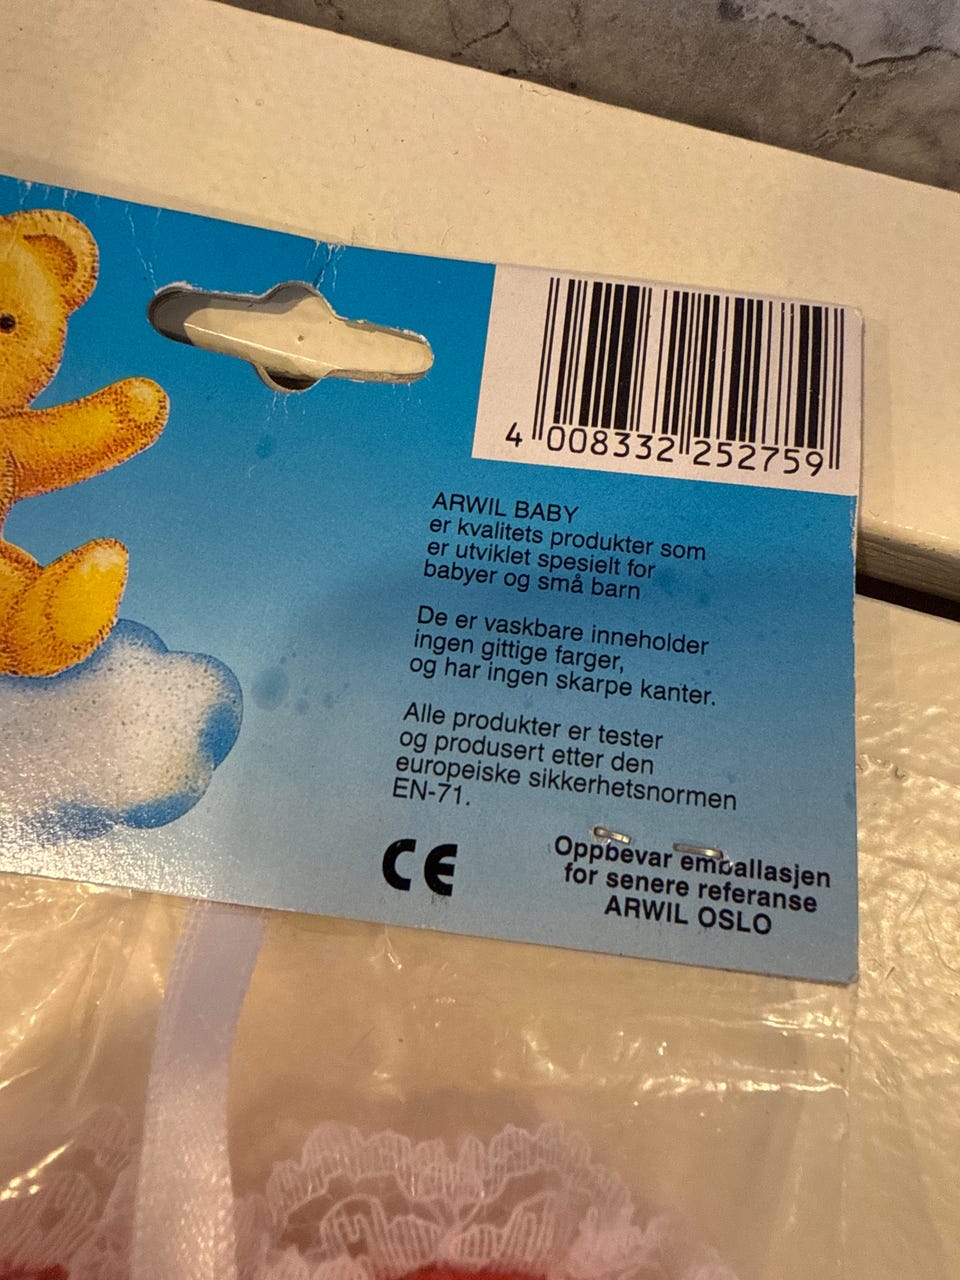 4 008332 252759
ARWIL BABY
er kvalitets produkter som
er utviklet spesielt for
babyer og små barn
De er vaskbare inneholder
ingen gittige farger,
og har ingen skarpe kanter.
Alle produkter er tester
og produsert etter den
europeiske sikkerhetsnormen
EN-71.
CE
Oppbevar emballasjen
for senere referanse
ARWIL OSLO